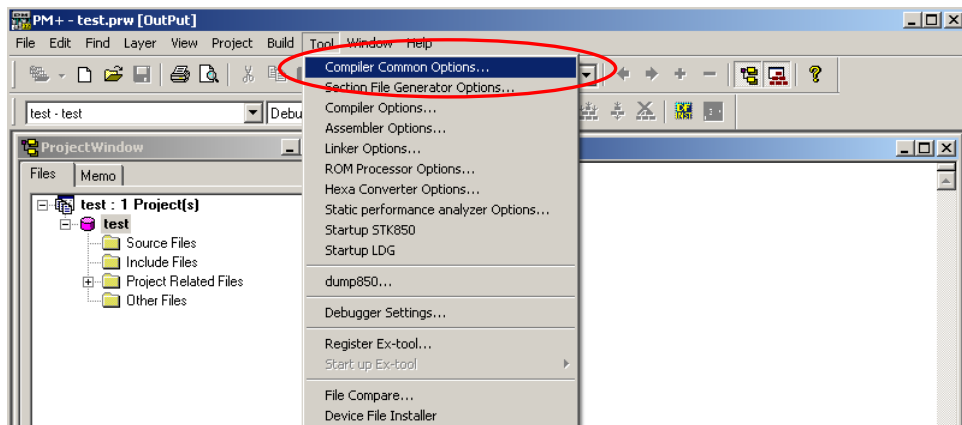 PM+ - test.prw [OutPut]
File Edit Find Layer View Project Build Tool Window Help
test - test
Debu
ProjectWindow
Files Memo
test : 1 Project(s)
test
Source Files
Include Files
Project Related Files
Other Files
Compiler Common Options...
Section File Generator Options...
Compiler Options...
Assembler Options...
Linker Options...
ROM Processor Options...
Hexa Converter Options...
Static performance analyzer Options...
Startup STK850
Startup LDG
dump850...
Debugger Settings...
Register Ex-tool...
Start up Ex-tool
File Compare...
Device File Installer